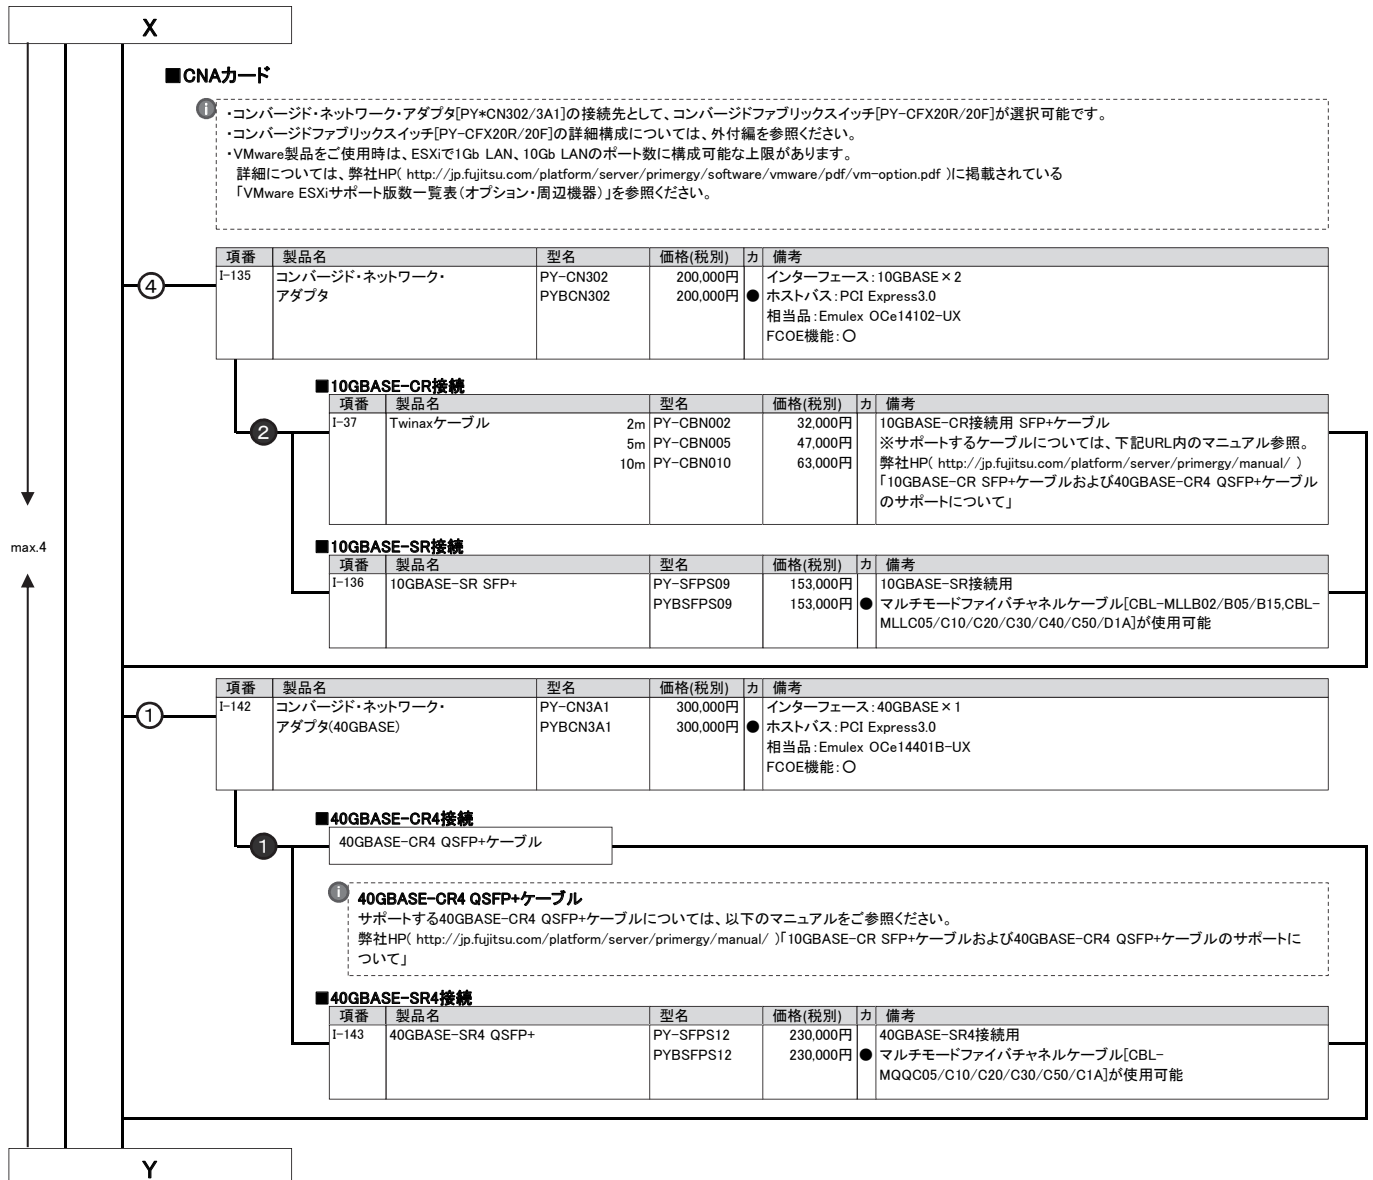 X
■CNAカード
・コンバージド・ネットワーク・アダプタ[PY*CN302/3A1]の接続先として、コンバージドファブリックスイッチ[PY-CFX20R/20F]が選択可能です。
・コンバージドファブリックスイッチ[PY-CFX20R/20F]の詳細構成については、外付編を参照ください。
・VMware製品をご使用時は、ESXiで1Gb LAN、10Gb LANのポート数に構成可能な上限があります。
詳細については、弊社HP( http://jp.fujitsu.com/platform/server/primergy/software/vmware/pdf/vm-option.pdf )に掲載されている
「VMware ESXiサポート版数一覧表(オプション・周辺機器)」を参照ください。
項番 製品名 型名 価格(税別) カ 備考
④ I-135 コンバージド・ネットワーク・ PY-CN302 200,000円 インターフェース:10GBASE×2
アダプタ PYBCN302 200,000円 ● ホストバス:PCI Express3.0
相当品:Emulex OCe14102-UX
FCOE機能:○
■10GBASE-CR接続
項番 製品名 型名 価格(税別) カ 備考
❷ I-37 Twinaxケーブル 2m PY-CBN002 32,000円 10GBASE-CR接続用 SFP+ケーブル
5m PY-CBN005 47,000円 ※サポートするケーブルについては、下記URL内のマニュアル参照。
10m PY-CBN010 63,000円 弊社HP( http://jp.fujitsu.com/platform/server/primergy/manual/ )
「10GBASE-CR SFP+ケーブルおよび40GBASE-CR4 QSFP+ケーブル
のサポートについて」
max.4
■10GBASE-SR接続
項番 製品名 型名 価格(税別) カ 備考
I-136 10GBASE-SR SFP+ PY-SFPS09 153,000円 10GBASE-SR接続用
PYBSFPS09 153,000円 ● マルチモードファイバチャネルケーブル[CBL-MLLB02/B05/B15,CBL-
MLLC05/C10/C20/C30/C40/C50/D1A]が使用可能
項番 製品名 型名 価格(税別) カ 備考
① I-142 コンバージド・ネットワーク・ PY-CN3A1 300,000円 インターフェース:40GBASE×1
アダプタ(40GBASE) PYBCN3A1 300,000円 ● ホストバス:PCI Express3.0
相当品:Emulex OCe14401B-UX
FCOE機能:○
■40GBASE-CR4接続
❶ 40GBASE-CR4 QSFP+ケーブル
40GBASE-CR4 QSFP+ケーブル
サポートする40GBASE-CR4 QSFP+ケーブルについては、以下のマニュアルをご参照ください。
弊社HP( http://jp.fujitsu.com/platform/server/primergy/manual/ )「10GBASE-CR SFP+ケーブルおよび40GBASE-CR4 QSFP+ケーブルのサポートに
ついて」
■40GBASE-SR4接続
項番 製品名 型名 価格(税別) カ 備考
I-143 40GBASE-SR4 QSFP+ PY-SFPS12 230,000円 40GBASE-SR4接続用
PYBSFPS12 230,000円 ● マルチモードファイバチャネルケーブル[CBL-
MQQC05/C10/C20/C30/C50/C1A]が使用可能
Y